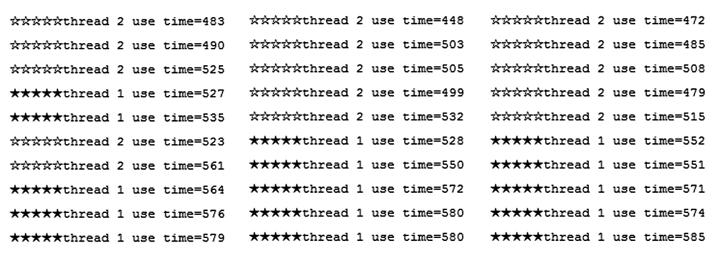 ☆☆☆☆☆thread 2 use time=483
☆☆☆☆☆thread 2 use time=490
☆☆☆☆☆thread 2 use time=525
★★★★★thread 1 use time=527
★★★★★thread 1 use time=535
☆☆☆☆☆thread 2 use time=523
☆☆☆☆☆thread 2 use time=561
★★★★★thread 1 use time=564
★★★★★thread 1 use time=576
★★★★★thread 1 use time=579
☆☆☆☆☆thread 2 use time=448
☆☆☆☆☆thread 2 use time=503
☆☆☆☆☆thread 2 use time=505
☆☆☆☆☆thread 2 use time=499
☆☆☆☆☆thread 2 use time=532
★★★★★thread 1 use time=528
★★★★★thread 1 use time=550
★★★★★thread 1 use time=572
★★★★★thread 1 use time=580
★★★★★thread 1 use time=580
☆☆☆☆☆thread 2 use time=472
☆☆☆☆☆thread 2 use time=485
☆☆☆☆☆thread 2 use time=508
☆☆☆☆☆thread 2 use time=479
☆☆☆☆☆thread 2 use time=515
★★★★★thread 1 use time=552
★★★★★thread 1 use time=551
★★★★★thread 1 use time=571
★★★★★thread 1 use time=574
★★★★★thread 1 use time=585